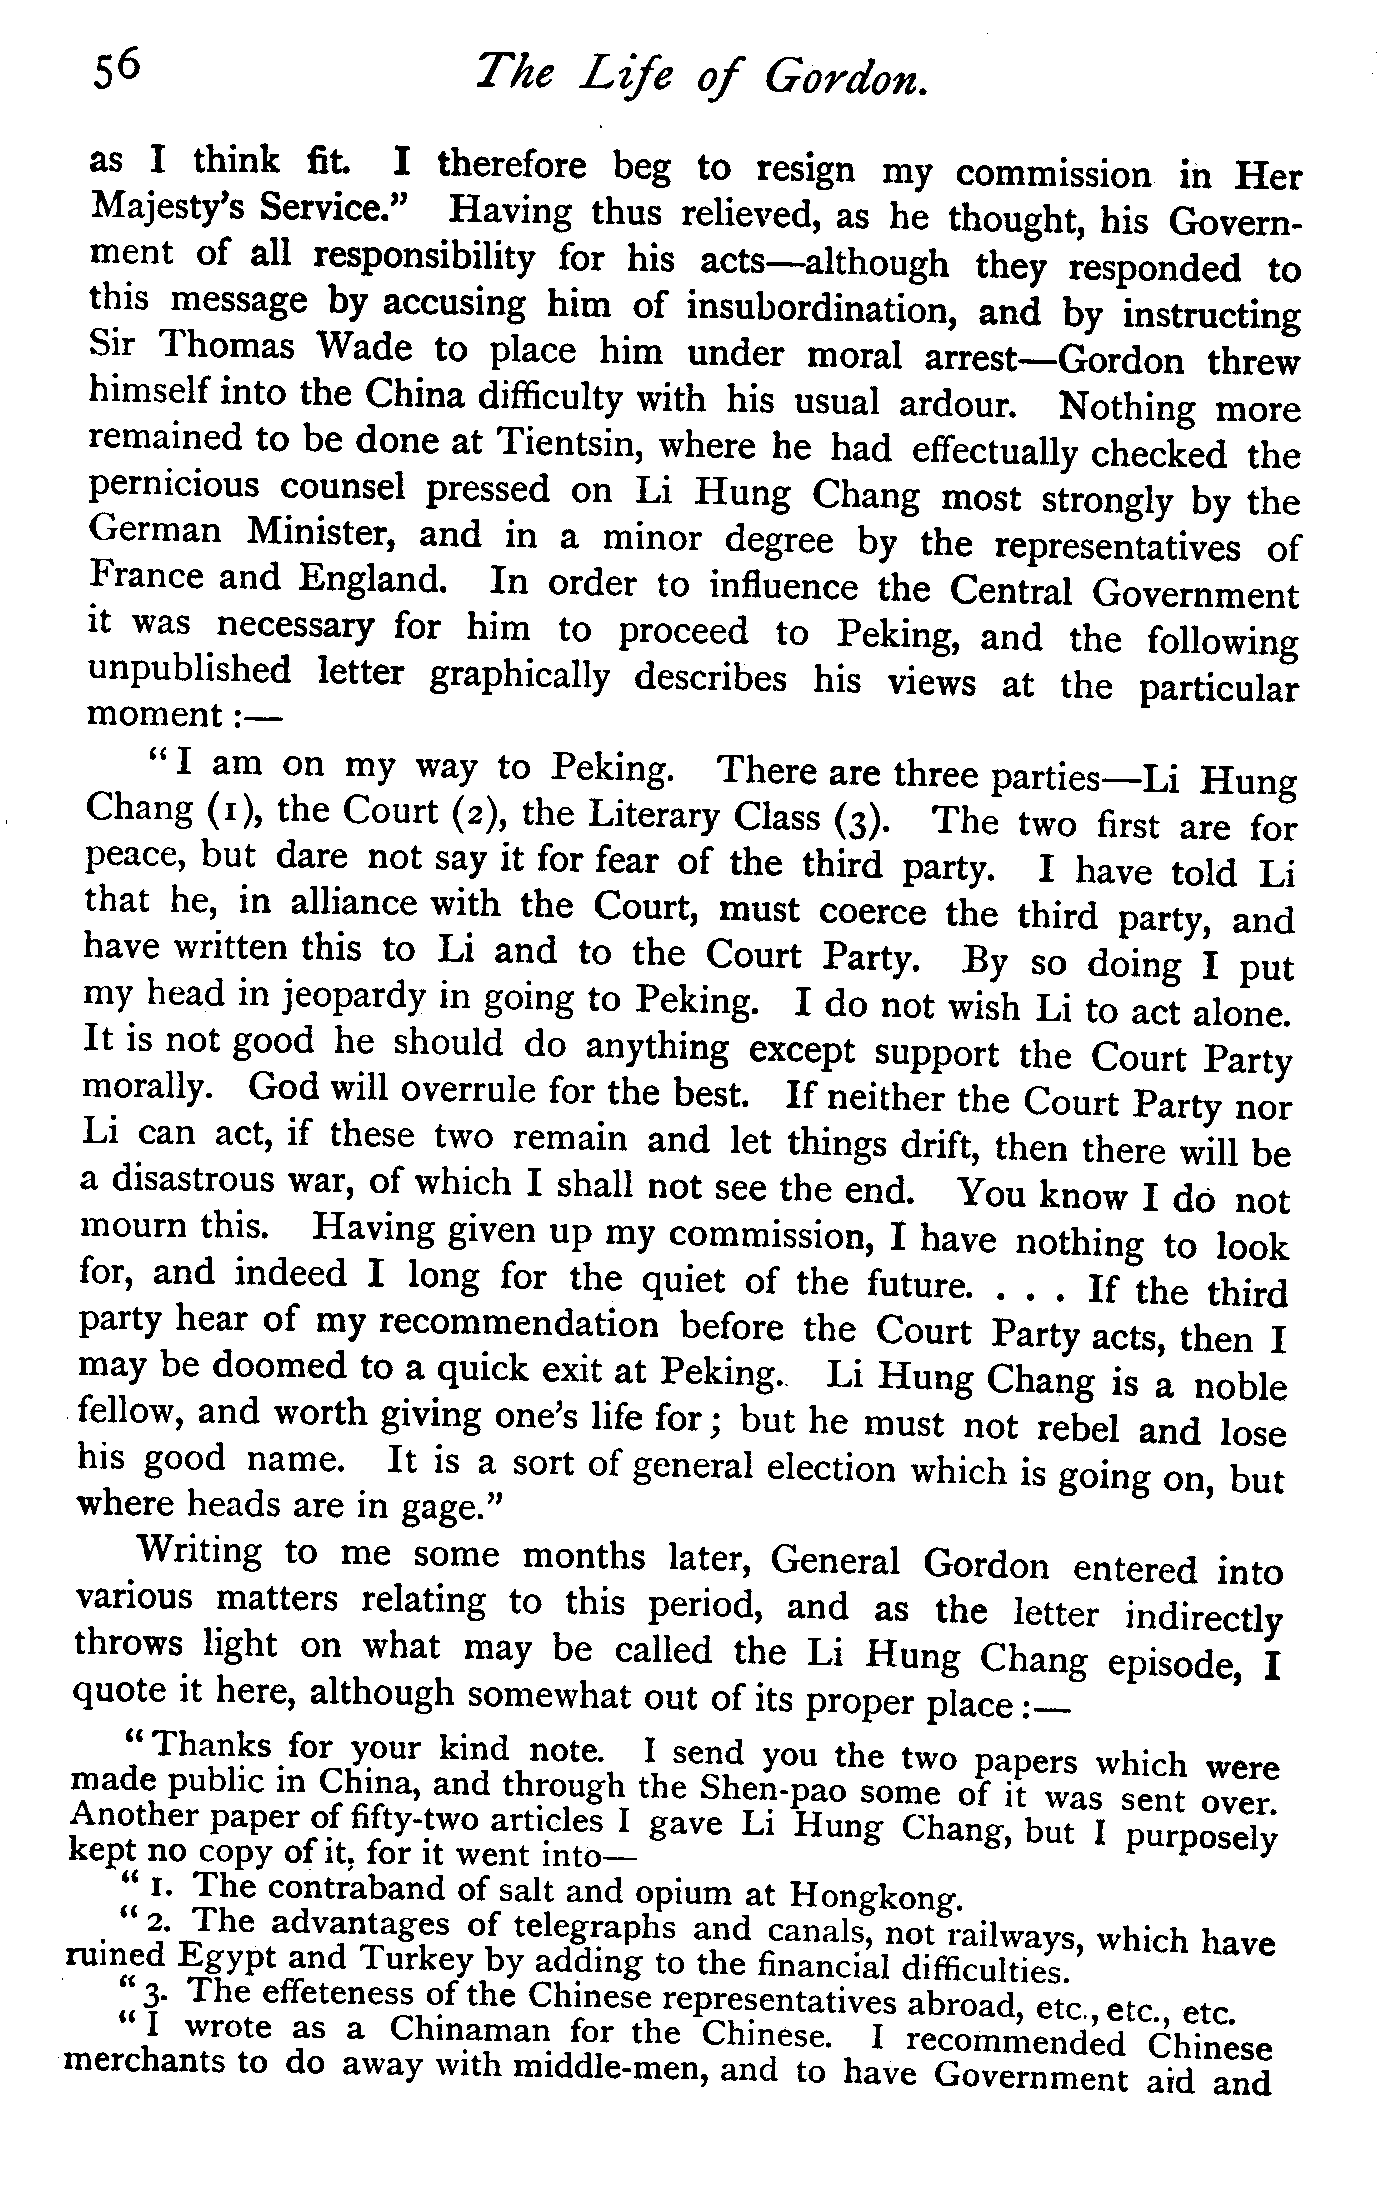 56 The Life of Gordon.
as I think fit. I therefore beg to resign my commission in Her
Majesty's Service." Having thus relieved, as he thought, his Govern-
ment of all responsibility for his acts—although they responded to
this message by accusing him of insubordination, and by instructing
Sir Thomas Wade to place him under moral arrest—Gordon threw
himself into the China difficulty with his usual ardour. Nothing more
remained to be done at Tientsin, where he had effectually checked the
pernicious counsel pressed on Li Hung Chang most strongly by the
German Minister, and in a minor degree by the representatives of
France and England. In order to influence the Central Government
it was necessary for him to proceed to Peking, and the following
unpublished letter graphically describes his views at the particular
moment :—
"I am on my way to Peking. There are three parties—Li Hung
Chang (1), the Court (2), the Literary Class (3). The two first are for
peace, but dare not say it for fear of the third party. I have told Li
that he, in alliance with the Court, must coerce the third party, and
have written this to Li and to the Court Party. By so doing I put
my head in jeopardy in going to Peking. I do not wish Li to act alone.
It is not good he should do anything except support the Court Party
morally. God will overrule for the best. If neither the Court Party nor
Li can act, if these two remain and let things drift, then there will be
a disastrous war, of which I shall not see the end. You know I do not
mourn this. Having given up my commission, I have nothing to look
for, and indeed I long for the quiet of the future. . . . If the third
party hear of my recommendation before the Court Party acts, then I
may be doomed to a quick exit at Peking. Li Hung Chang is a noble
fellow, and worth giving one's life for; but he must not rebel and lose
his good name. It is a sort of general election which is going on, but
where heads are in gage."
Writing to me some months later, General Gordon entered into
various matters relating to this period, and as the letter indirectly
throws light on what may be called the Li Hung Chang episode, I
quote it here, although somewhat out of its proper place :—
"Thanks for your kind note. I send you the two papers which were
made public in China, and through the Shen-pao some of it was sent over.
Another paper of fifty-two articles I gave Li Hung Chang, but I purposely
kept no copy of it, for it went into—
"1. The contraband of salt and opium at Hongkong.
"2. The advantages of telegraphs and canals, not railways, which have
ruined Egypt and Turkey by adding to the financial difficulties.
"3. The effeteness of the Chinese representatives abroad, etc., etc., etc.
"I wrote as a Chinaman for the Chinese. I recommended Chinese
merchants to do away with middle-men, and to have Government aid and